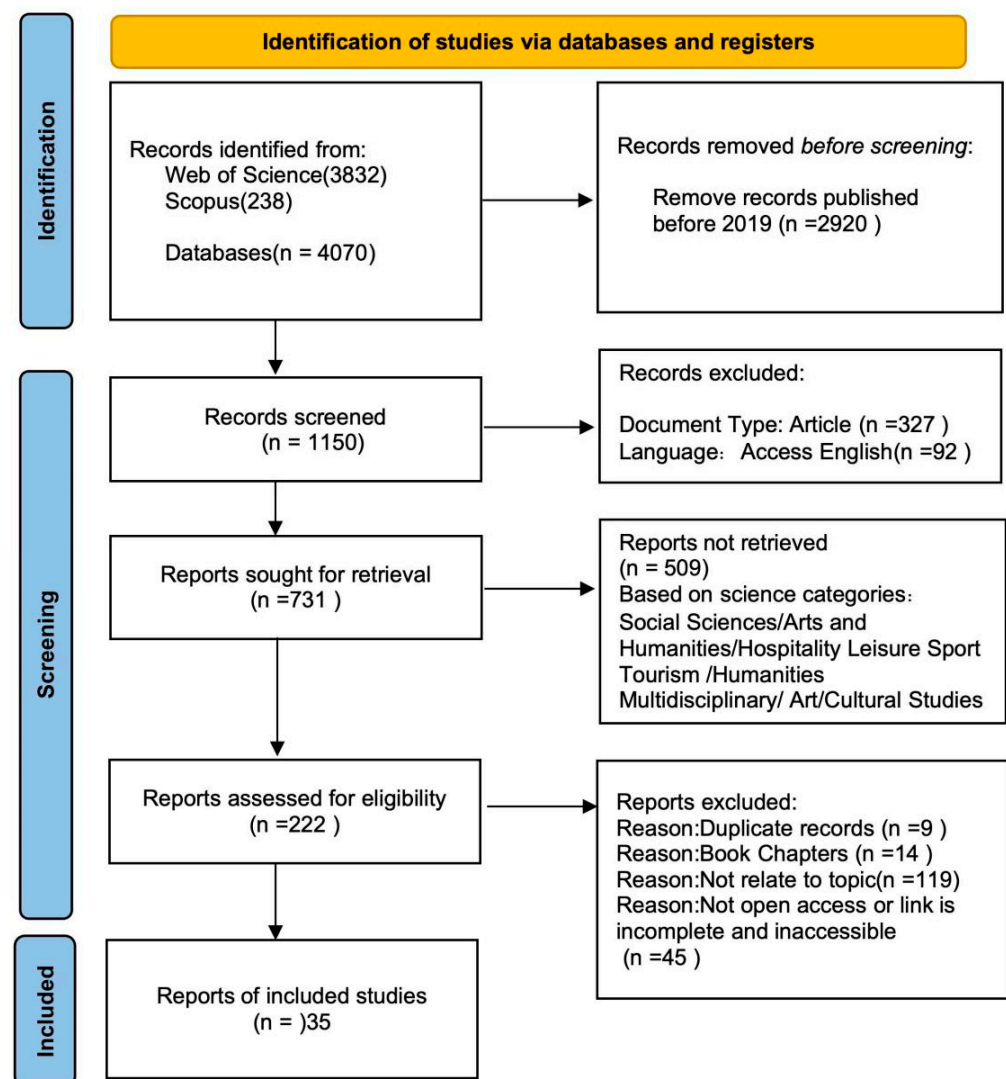 Identification of studies via databases and registers
Identification
Records identified from:
Web of Science(3832)
Scopus(238)
Databases(n = 4070)
Records removed before screening:
Remove records published
before 2019 (n =2920 )
Screening
Records screened
(n = 1150)
Records excluded:
Document Type: Article (n =327 )
Language： Access English(n =92 )
Reports sought for retrieval
(n =731 )
Reports not retrieved
(n = 509)
Based on science categories：
Social Sciences/Arts and
Humanities/Hospitality Leisure Sport
Tourism /Humanities
Multidisciplinary/ Art/Cultural Studies
Reports assessed for eligibility
(n =222 )
Reports excluded:
Reason:Duplicate records (n =9 )
Reason:Book Chapters (n =14 )
Reason:Not relate to topic(n =119)
Reason:Not open access or link is
incomplete and inaccessible
(n =45 )
Included
Reports of included studies
(n = )35